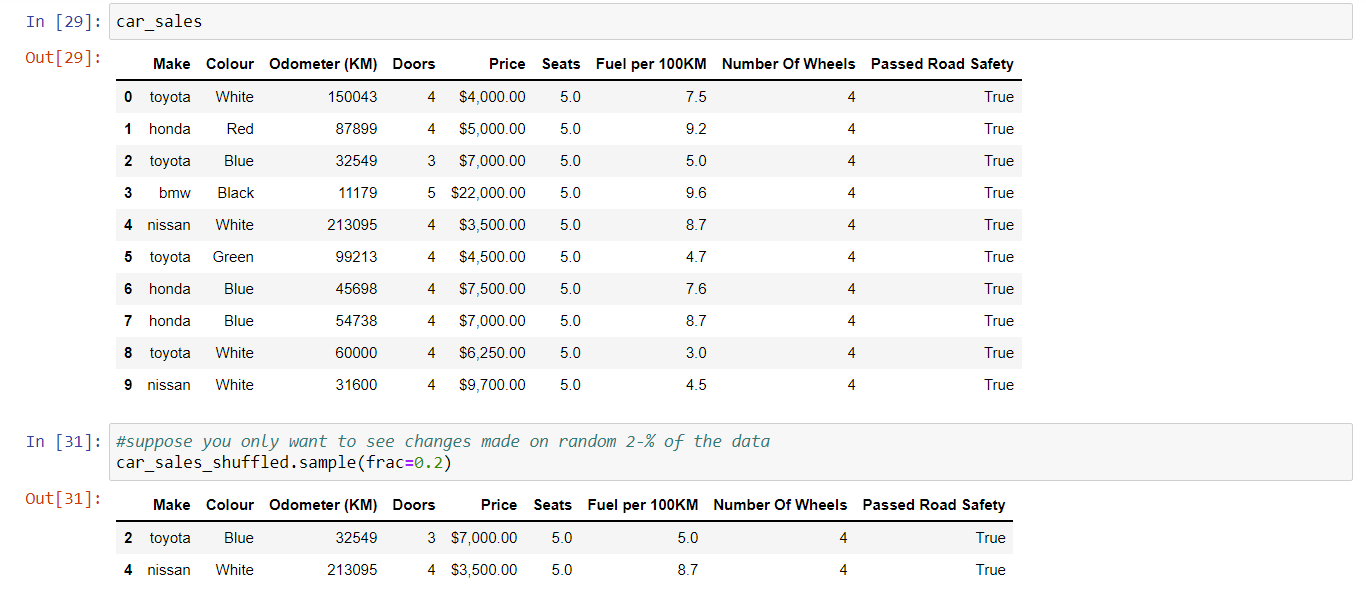 In [29]: car_sales
Out[29]:
Make Colour Odometer (KM) Doors Price Seats Fuel per 100KM Number Of Wheels Passed Road Safety
0 toyota White 150043 4 $4,000.00 5.0 7.5 4 True
1 honda Red 87899 4 $5,000.00 5.0 9.2 4 True
2 toyota Blue 32549 3 $7,000.00 5.0 5.0 4 True
3 bmw Black 11179 5 $22,000.00 5.0 9.6 4 True
4 nissan White 213095 4 $3,500.00 5.0 8.7 4 True
5 toyota Green 99213 4 $4,500.00 5.0 4.7 4 True
6 honda Blue 45698 4 $7,500.00 5.0 7.6 4 True
7 honda Blue 54738 4 $7,000.00 5.0 8.7 4 True
8 toyota White 60000 4 $6,250.00 5.0 3.0 4 True
9 nissan White 31600 4 $9,700.00 5.0 4.5 4 True
In [31]: #suppose you only want to see changes made on random 2-% of the data
car_sales_shuffled.sample(frac=0.2)
Out[31]:
Make Colour Odometer (KM) Doors Price Seats Fuel per 100KM Number Of Wheels Passed Road Safety
2 toyota Blue 32549 3 $7,000.00 5.0 5.0 4 True
4 nissan White 213095 4 $3,500.00 5.0 8.7 4 True